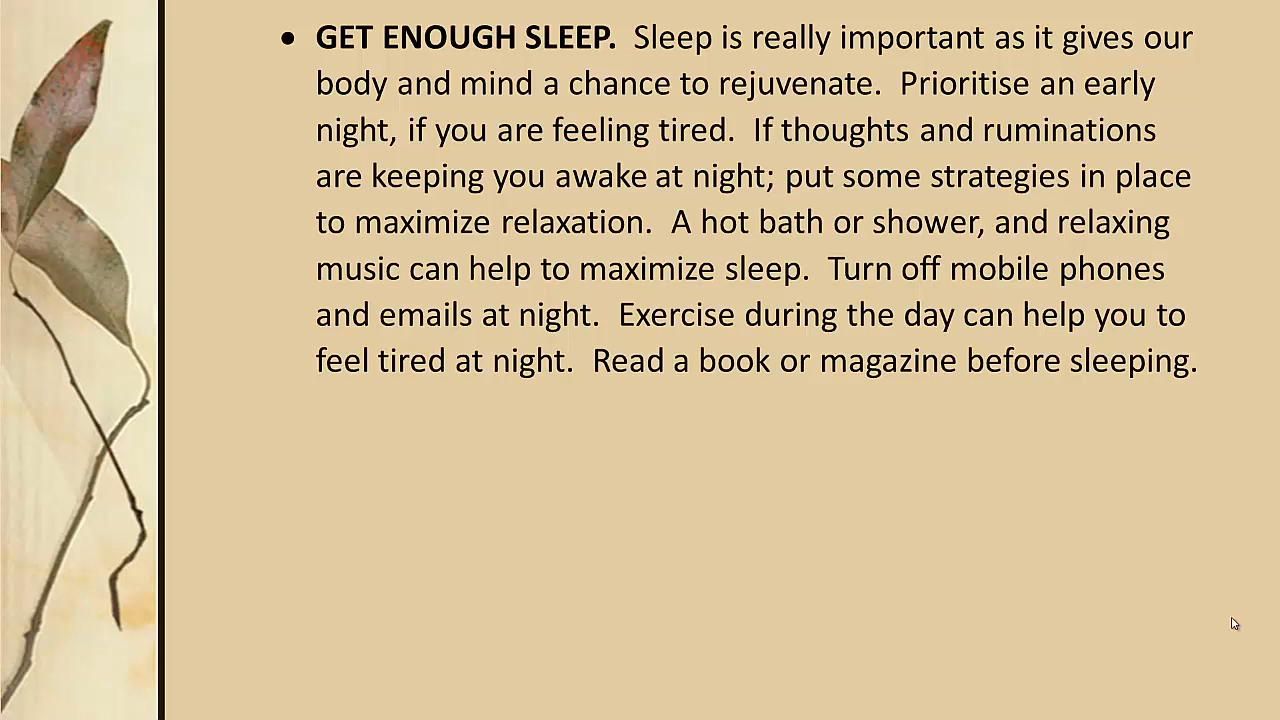 • GET ENOUGH SLEEP.  Sleep is really important as it gives our
body and mind a chance to rejuvenate.  Prioritise an early
night, if you are feeling tired.  If thoughts and ruminations
are keeping you awake at night; put some strategies in place
to maximize relaxation.  A hot bath or shower, and relaxing
music can help to maximize sleep.  Turn off mobile phones
and emails at night.  Exercise during the day can help you to
feel tired at night.  Read a book or magazine before sleeping.